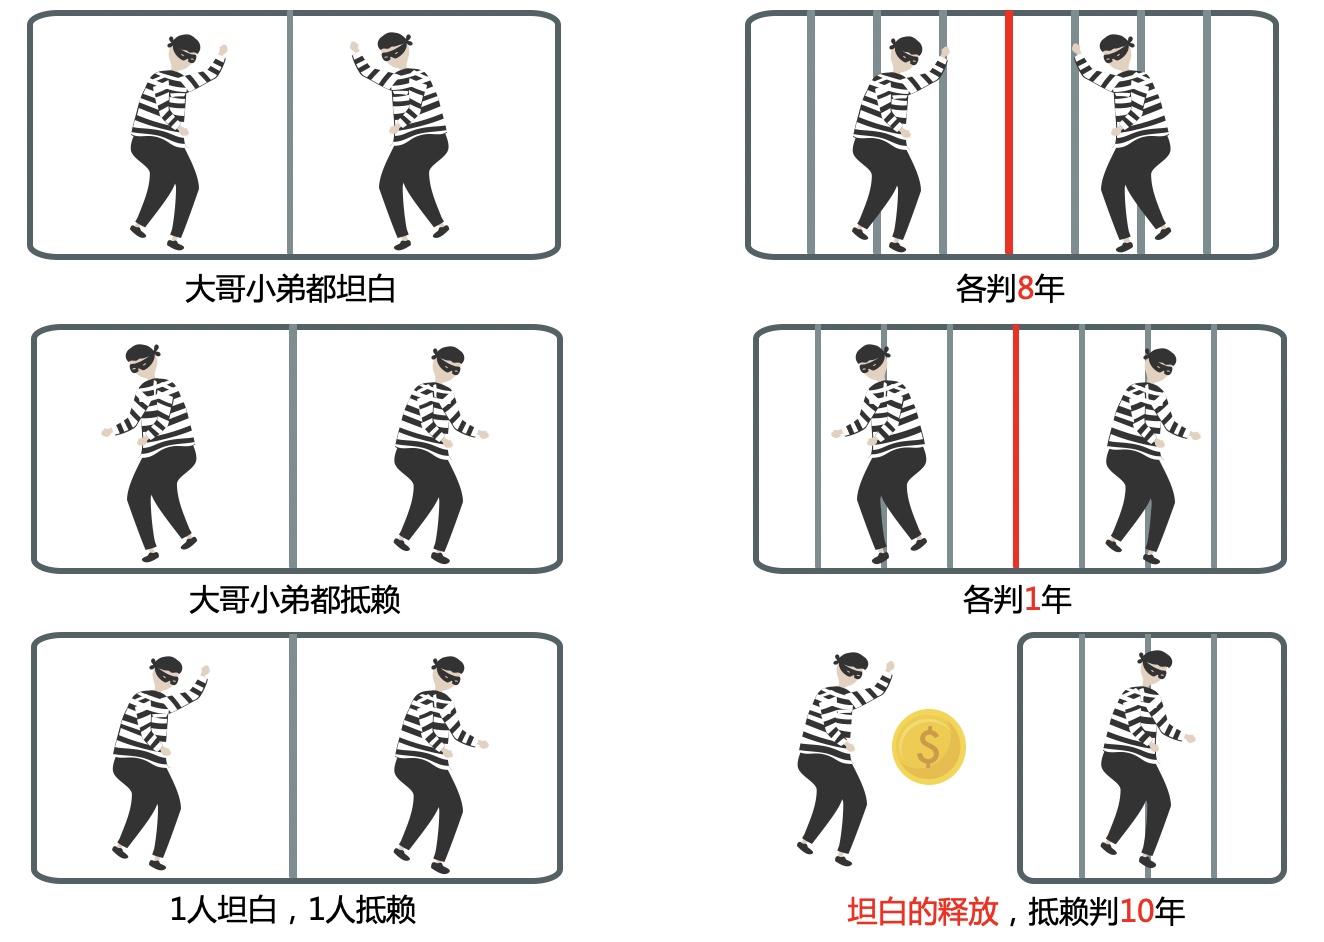 大哥小弟都坦白
各判8年
大哥小弟都抵赖
各判1年
1人坦白，1人抵赖
$
坦白的释放，抵赖判10年